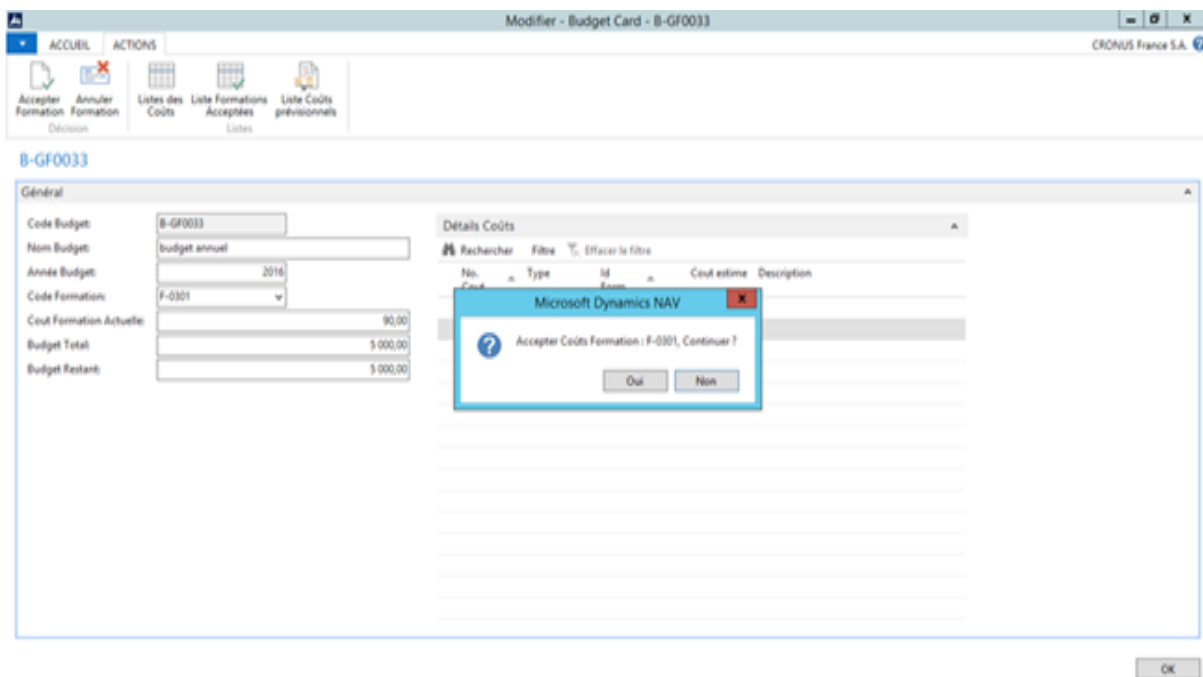 Modifier - Budget Card - B-GF0033
ACCUEIL ACTIONS
CRONUS France S.A.
Accepter Formation
Annuler Formation
Listes des Coûts
Liste Formations Acceptées
Liste Coûts prévisionnels
Décision
Listes
B-GF0033
Général
Code Budget: B-GF0033
Nom Budget: budget annuel
Année Budget: 2016
Code Formation: F-0301
Cout Formation Actuelle: 90,00
Budget Total: 5 000,00
Budget Restant: 5 000,00
Détails Coûts
Rechercher Filtre Effacer le filtre
No. Cout Type Id Form Cout estime Description
Microsoft Dynamics NAV
Accepter Coûts Formation : F-0301, Continuer ?
Oui Non
OK